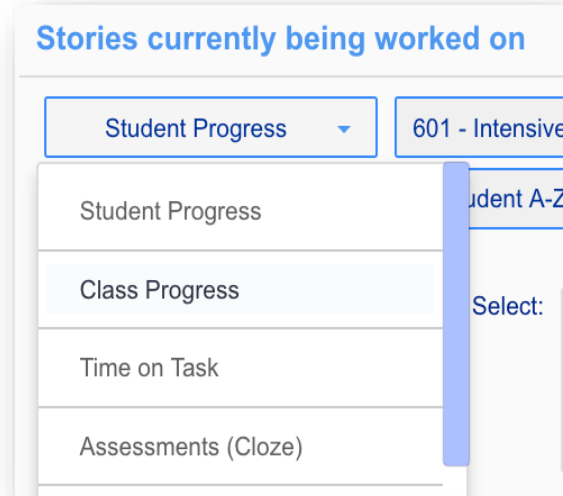 Stories currently being worked on
Student Progress
601 - Intensive
A-Z
Student Progress
Class Progress
Select:
Time on Task
Assessments (Cloze)